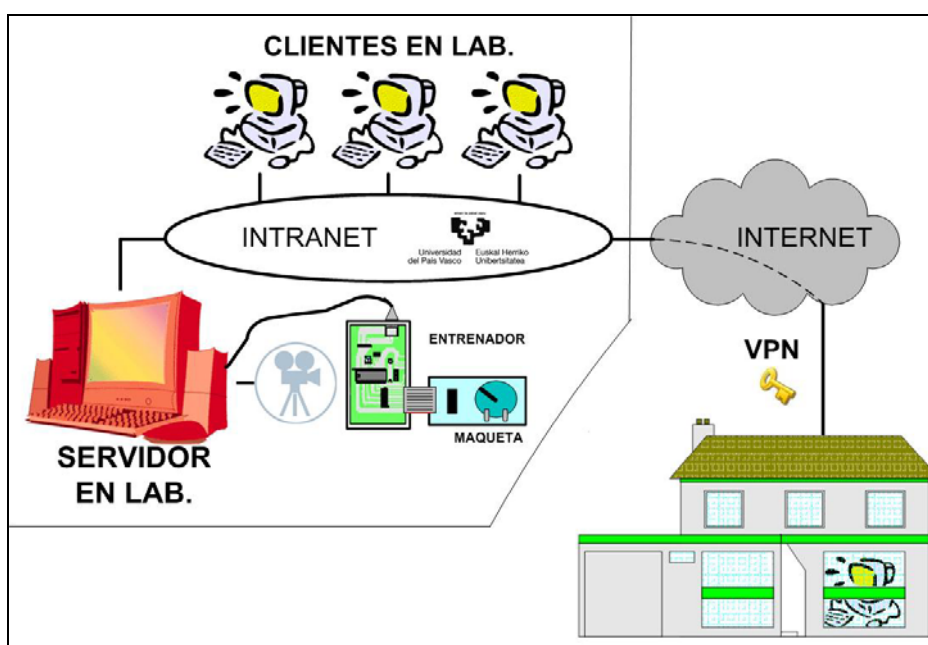 CLIENTES EN LAB.
INTRANET
Universidad
del País Vasco
Euskal Herriko
Unibertsitatea
INTERNET
ENTRENADOR
VPN
MAQUETA
SERVIDOR
EN LAB.